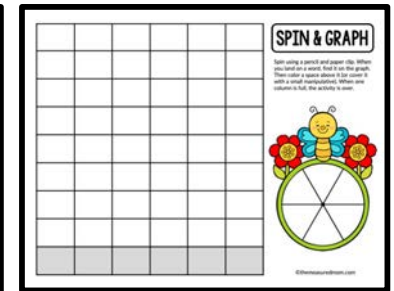 SPIN & GRAPH
Spin using a pencil and paper clip. When
you land on a word, find it on the graph.
Then color a space above it (or cover it
with a small manipulative). When one
column is full, the activity is over.
©themeasuredmom.com